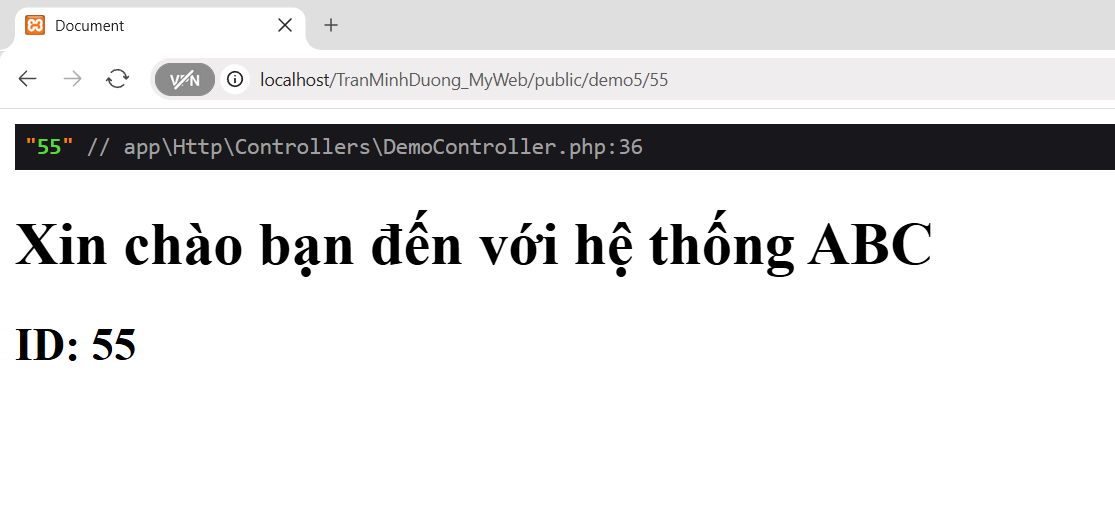 Document
VPN
localhost/TranMinhDuong_MyWeb/public/demo5/55
"55" // app\Http\Controllers\DemoController.php:36
Xin chào bạn đến với hệ thống ABC
ID: 55